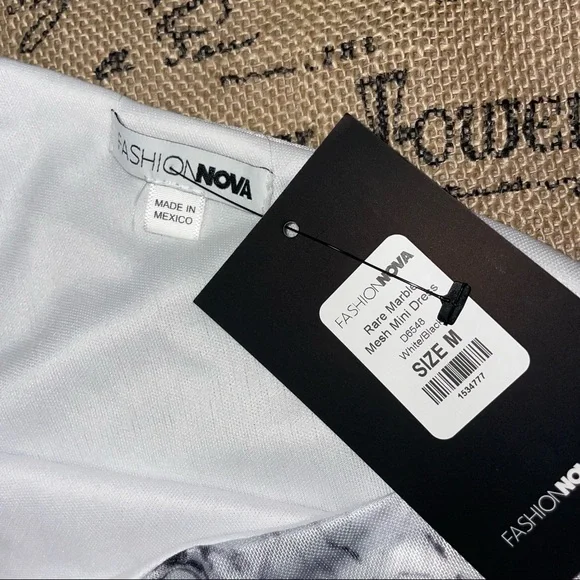 FASHIONNOVA
MADE IN
MEXICO
FASHIONNOVA
Rare Marble
Mesh Mini Dress
D6548
White/Black
SIZE M
1534777
FASHIONNOVA